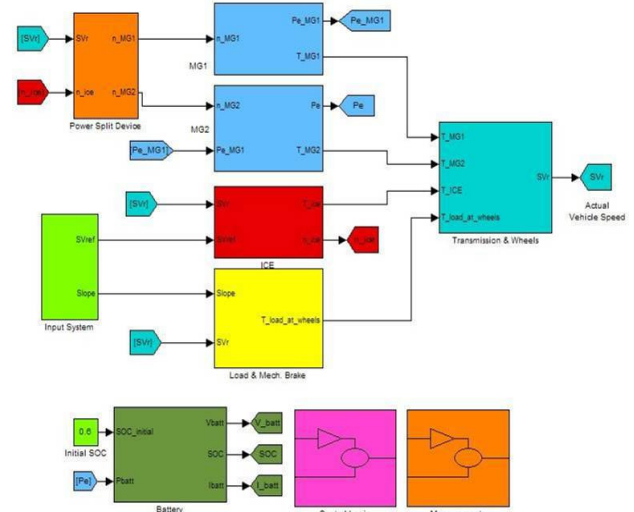 [SVr]
SVr
n_MG1
n_ice
n_MG2
Power Split Device
n_MG1
Pe_MG1
T_MG1
Pe_MG1
MG1
n_MG2
Pe
Pe
MG2
[Pe_MG1]
Pe_MG1
T_MG2
T_MG1
T_MG2
T_ICE
T_load_at_wheels
SVr
SVr
Transmission & Wheels
Actual
Vehicle Speed
[SVr]
T_ice
SVref
n_ice
n_ice
ICE
SVref
Slope
Input System
Slope
T_load_at_wheels
[SVr]
SVr
Load & Mech. Brake
0.6
SOC_initial
Initial SOC
[Pe]
Pbatt
Vbatt
V_batt
SOC
SOC
Ibatt
I_batt
Battery